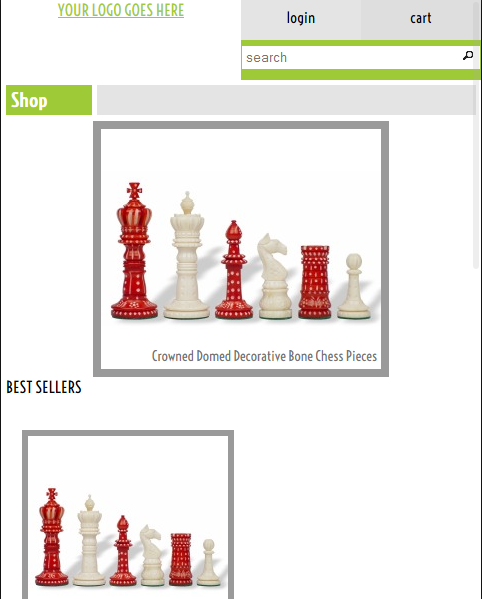 YOUR LOGO GOES HERE
login
cart
search
Shop
Crowned Domed Decorative Bone Chess Pieces
BEST SELLERS